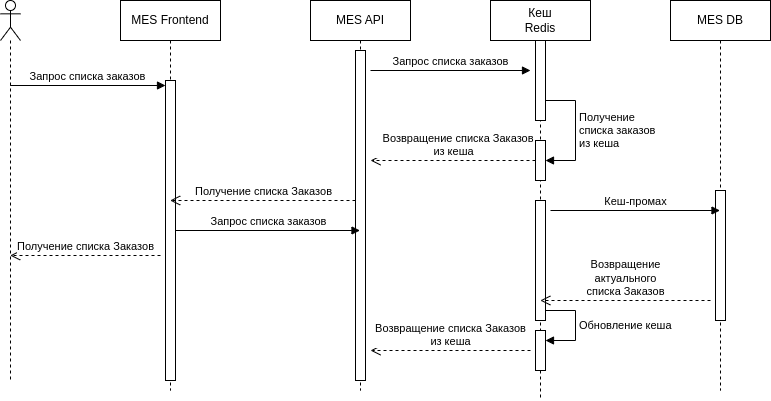 MES Frontend
MES API
Кеш
Redis
MES DB
Запрос списка заказов
Запрос списка заказов
Получение
списка заказов
из кеша
Возвращение списка Заказов
из кеша
Получение списка Заказов
Кеш-промах
Запрос списка заказов
Получение списка Заказов
Возвращение
актуального
списка Заказов
Обновление кеша
Возвращение списка Заказов
из кеша